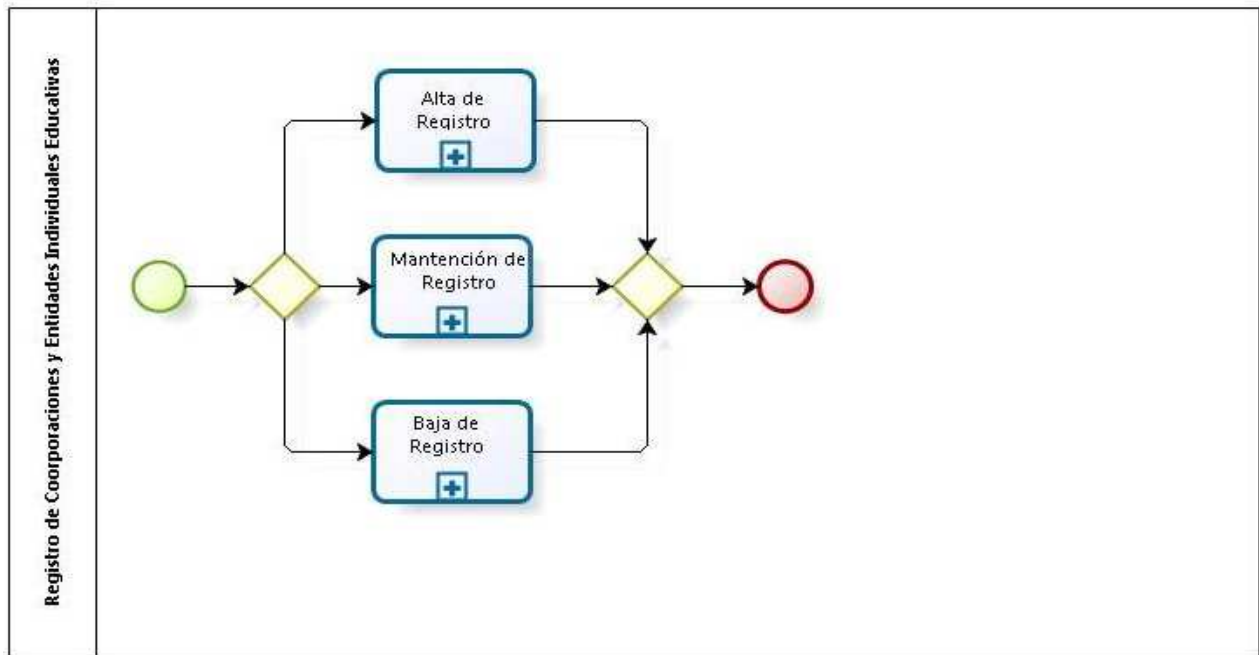 Registro de Coorporaciones y Entidades Individuales Educativas
Alta de
Registro
Mantención de
Registro
Baja de
Registro